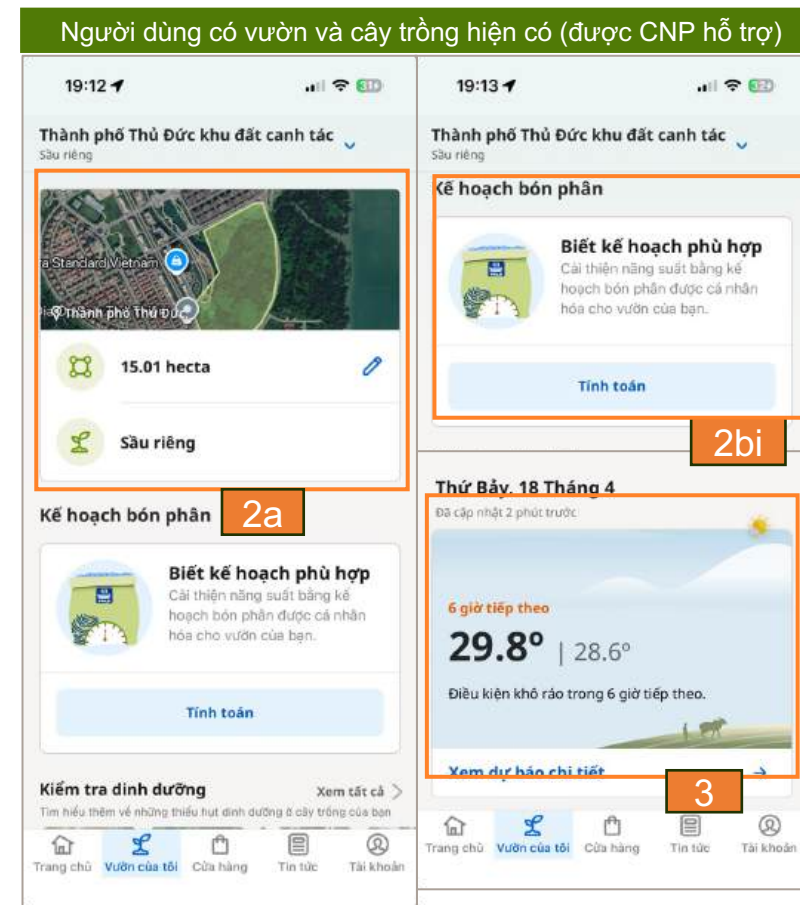 Người dùng có vườn và cây trồng hiện có (được CNP hỗ trợ)
19:12
Thành phố Thủ Đức khu đất canh tác
Sầu riêng
Standard Vietnam
Thành phố Thủ Đức
15.01 hecta
Sầu riêng
Kế hoạch bón phân
2a
Biết kế hoạch phù hợp
Cải thiện năng suất bằng kế
hoạch bón phân được cá nhân
hóa cho vườn của bạn.
Tính toán
Kiểm tra dinh dưỡng
Xem tất cả
Tìm hiểu thêm về những thiếu hụt dinh dưỡng ở cây trồng của bạn
Trang chủ
Vườn của tôi
Cửa hàng
Tin tức
Tài khoản
19:13
Thành phố Thủ Đức khu đất canh tác
Sầu riêng
Kế hoạch bón phân
Biết kế hoạch phù hợp
Cải thiện năng suất bằng kế
hoạch bón phân được cá nhân
hóa cho vườn của bạn.
Tính toán
2bi
Thứ Bảy, 18 Tháng 4
Đã cập nhật 2 phút trước
6 giờ tiếp theo
29.8° | 28.6°
Điều kiện khô ráo trong 6 giờ tiếp theo.
Xem dự báo chi tiết
3
Trang chủ
Vườn của tôi
Cửa hàng
Tin tức
Tài khoản